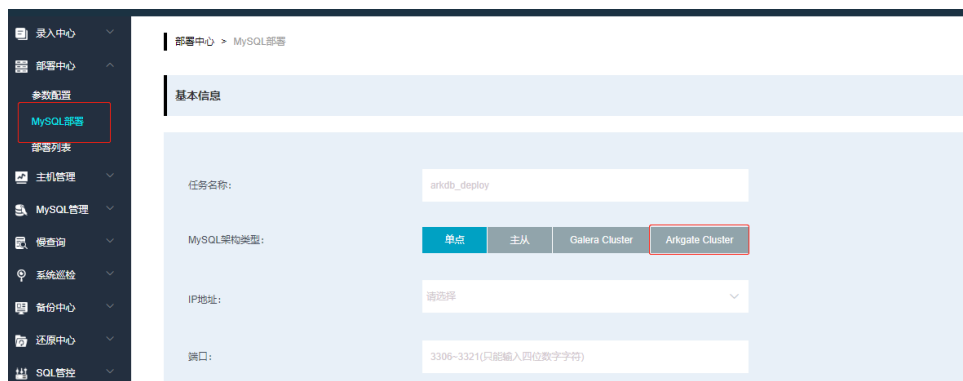 录入中心
部署中心
参数配置
MySQL部署
部署列表
主机管理
MySQL管理
慢查询
系统巡检
备份中心
还原中心
SQL管控
部署中心 > MySQL部署
基本信息
任务名称: arkdb_deploy
MySQL架构类型: 单点 主从 Galera Cluster Arkgate Cluster
IP地址: 请选择
端口: 3306~3321(只能输入四位数字字符)